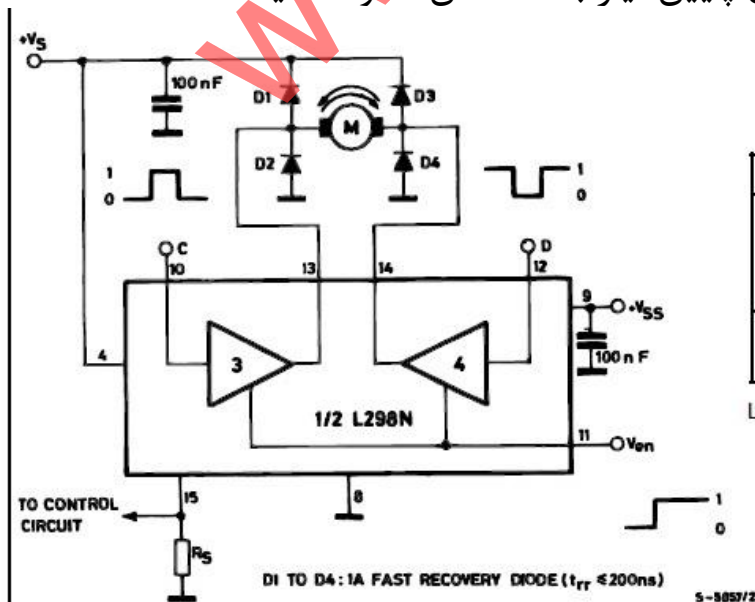 +Vs
100nF
D1
D3
M
D2
D4
1
0
1
0
C
D
10
13
14
12
9
+VSS
4
3
4
100nF
1/2 L298N
11
Ven
15
8
TO CONTROL
CIRCUIT
RS
1
0
D1 TO D4: 1A FAST RECOVERY DIODE (trr ≤ 200ns)
S-5857/2